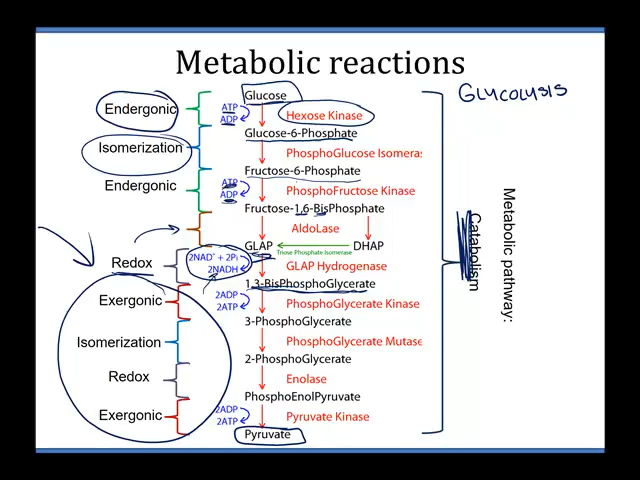 Metabolic reactions
GLYCOLYSIS
Glucose
Endergonic
ATP
ADP
Hexose Kinase
Glucose-6-Phosphate
Isomerization
PhosphoGlucose Isomeras
Fructose-6-Phosphate
Endergonic
ATP
ADP
PhosphoFructose Kinase
Fructose-1,6-BisPhosphate
AldoLase
GLAP
Triose Phosphate Isomerase
DHAP
Redox
2NAD+ + 2Pi
2NADH
GLAP Hydrogenase
1,3-BisPhosphoGlycerate
Exergonic
2ADP
2ATP
PhosphoGlycerate Kinase
3-PhosphoGlycerate
Isomerization
PhosphoGlycerate Mutase
2-PhosphoGlycerate
Redox
Enolase
PhosphoEnolPyruvate
Exergonic
2ADP
2ATP
Pyruvate Kinase
Pyruvate
Metabolic pathway:
Catabolism